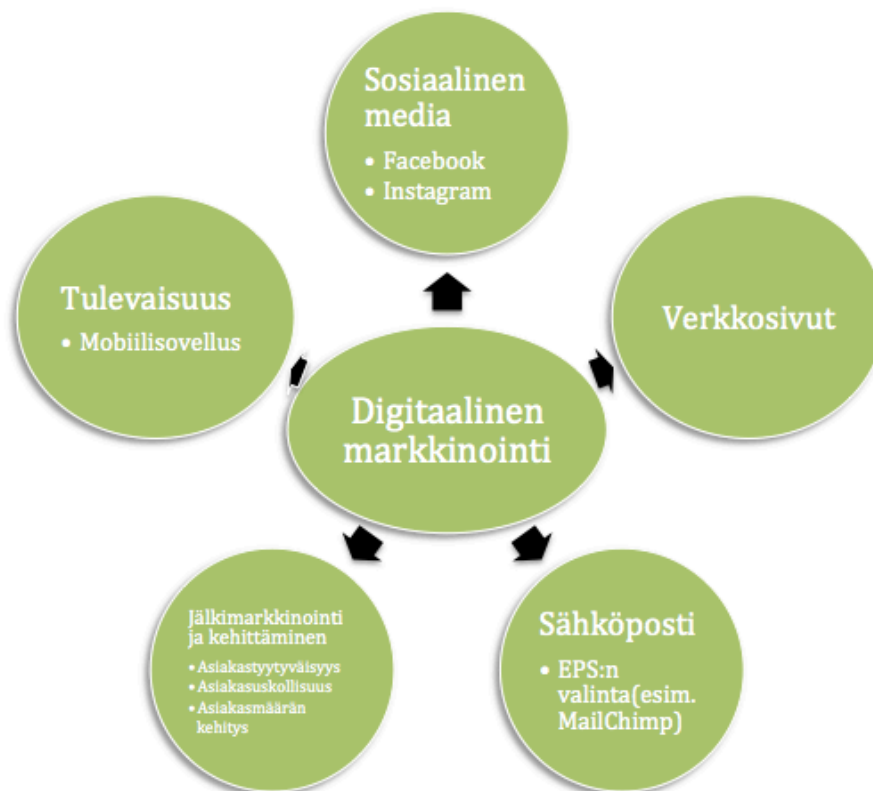 Sosiaalinen
media
• Facebook
• Instagram
Tulevaisuus
• Mobiilisovellus
Verkkosivut
Digitaalinen
markkinointi
Jälkimarkkinointi
ja kehittäminen
• Asiakastyytyväisyys
• Asiakasuskollisuus
• Asiakasmäärän
kehitys
Sähköposti
• EPS:n
valinta(esim.
MailChimp)